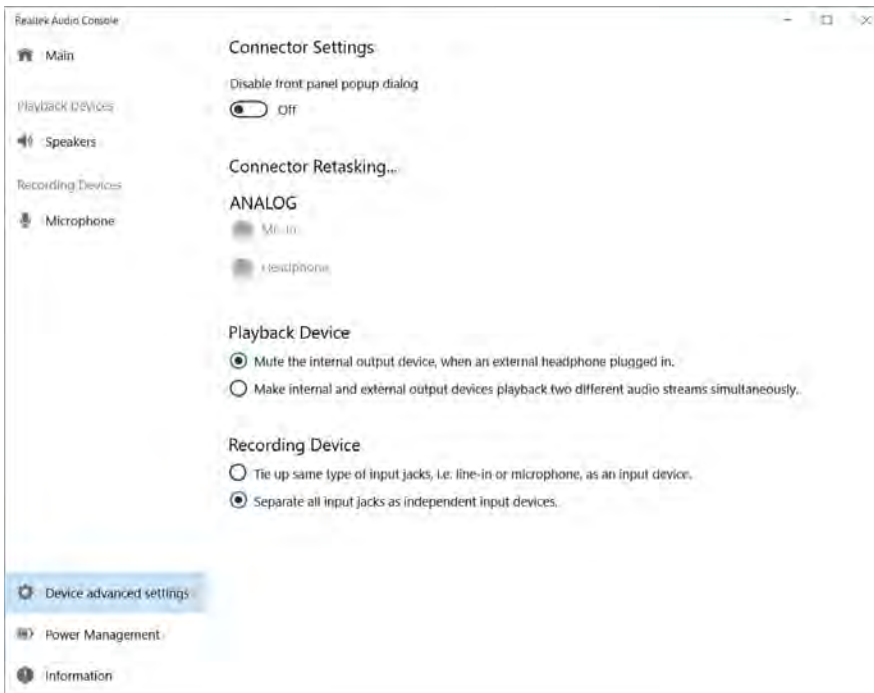 Realtek Audio Console
Main
Playback Devices
Speakers
Recording Devices
Microphone
Device advanced settings
Power Management
Information
Connector Settings
Disable front panel popup dialog
Off
Connector Retasking...
ANALOG
Mic in
Headphone
Playback Device
Mute the internal output device, when an external headphone plugged in.
Make internal and external output devices playback two different audio streams simultaneously.
Recording Device
Tie up same type of input jacks, i.e. line-in or microphone, as an input device.
Separate all input jacks as independent input devices.